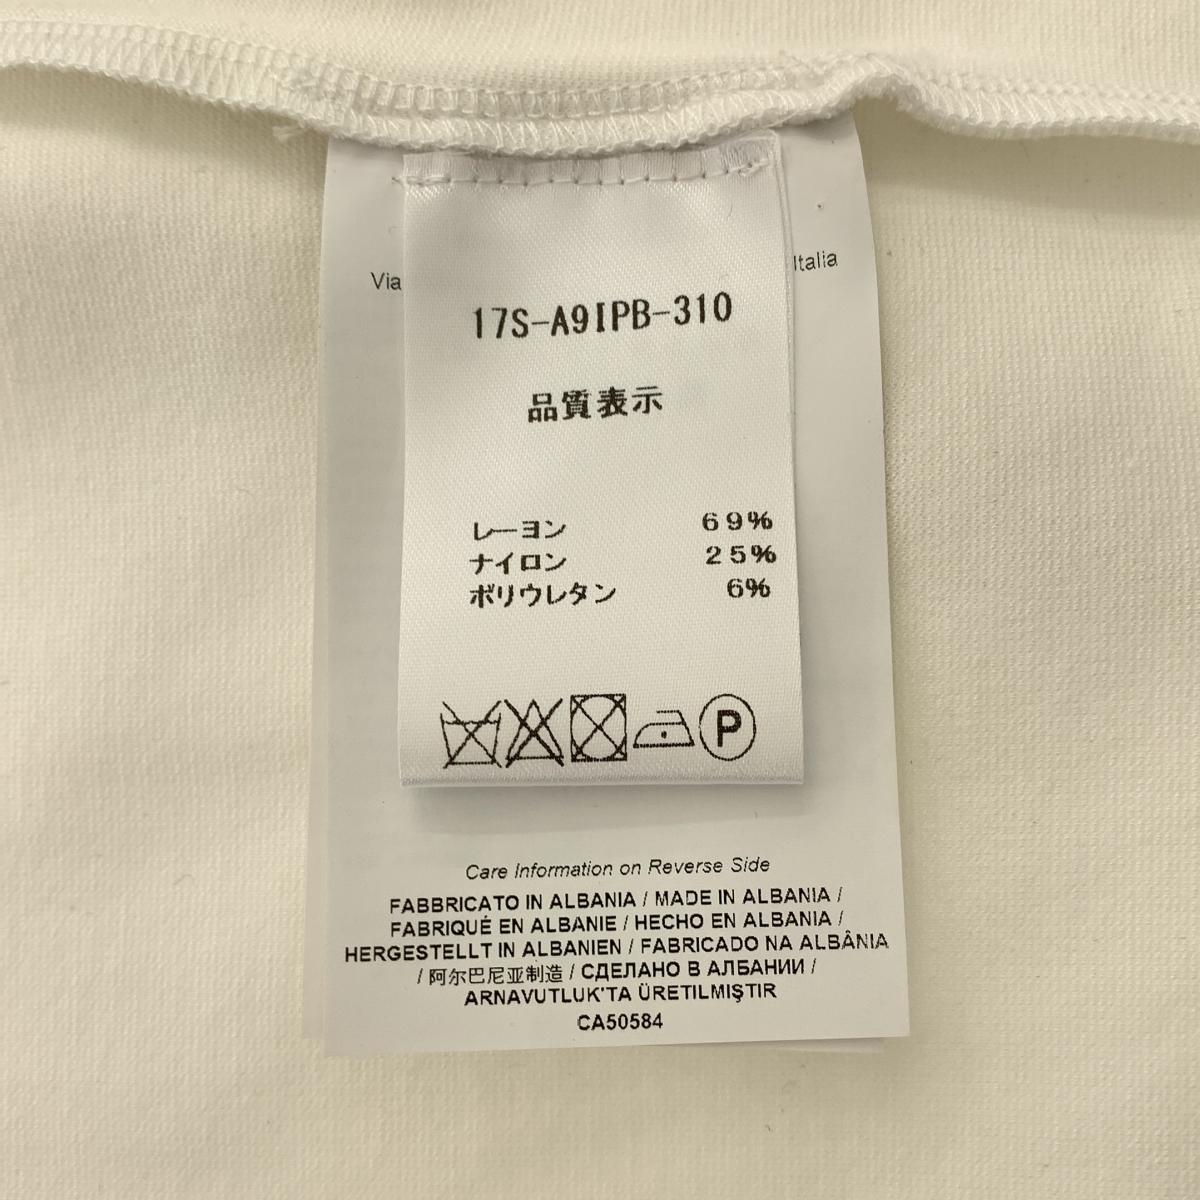 Via
Italia
17S-A9IPB-310
品質表示
レーヨン 69%
ナイロン 25%
ポリウレタン 6%
P
Care Information on Reverse Side
FABBRICATO IN ALBANIA / MADE IN ALBANIA /
FABRIQUÉ EN ALBANIE / HECHO EN ALBANIA /
HERGESTELLT IN ALBANIEN / FABRICADO NA ALBÂNIA
/ 阿尔巴尼亚制造 / СДЕЛАНО В АЛБАНИИ /
ARNAVUTLUK'TA ÜRETILMIŞTIR
CA50584